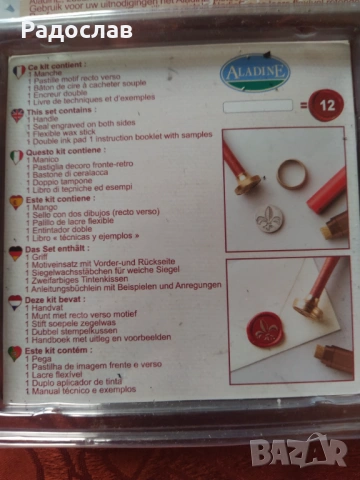 Радослав
Gebruik voor uw uitnodigingen het Aladine
ALADINE
= 12
Ce kit contient :
1 Manche
1 Pastille motif recto verso
1 Bâton de cire à cacheter souple
1 Encreur double
1 Livre de techniques et d'exemples
This set contains :
1 Handle
1 Seal engraved on both sides
1 Flexible wax stick
1 Double ink pad 1 instruction booklet with samples
Questo kit contiene :
1 Manico
1 Pastiglia decoro fronte-retro
1 Bastone di ceralacca
1 Doppio tampone
1 Libro di tepniche ed esempi
Este kit contiene :
1 Mango
1 Sello con dos dibujos (recto verso)
1 Palillo de lacre flexible
1 Entintador doble
1 Libro « técnicas y ejemplos »
Das Set enthält :
1 Griff
1 Motiveinsatz mit Vorder-und Rückseite
1 Siegelwachsstäbchen für weiche Siegel
1 Zweifarbiges Tintenkissen
1 Anleitungsbüchlein mit Beispielen und Anregungen
Deze kit bevat :
1 Handvat
1 Munt met recto verso motief
1 Stift soepele zegelwas
1 Dubbel stempelkussen
1 Handboek met uitleg en voorbeelden
Este kit contém :
1 Pega
1 Pastilha de imagem frente e verso
1 Lacre flexível
1 Duplo aplicador de tinta
1 Manual técnico e exemplos
BAZAR